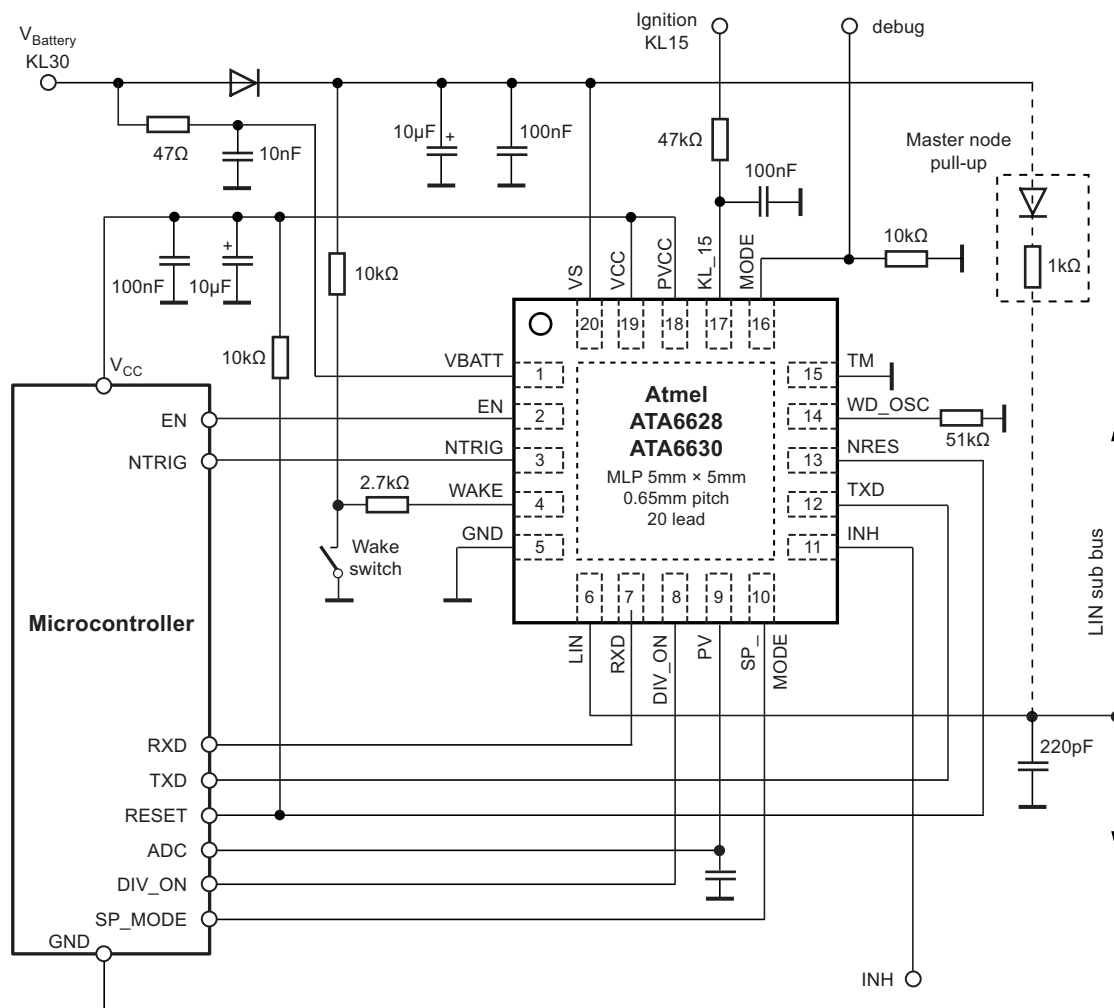 V_Battery
KL30
Ignition
KL15
debug
47Ω
10nF
10µF
+
100nF
47kΩ
100nF
Master node
pull-up
10kΩ
1kΩ
100nF
+
10µF
10kΩ
10kΩ
VS
VCC
PVCC
KL_15
MODE
20
19
18
17
16
V_CC
EN
NTRIG
VBATT
1
EN
2
NTRIG
3
2.7kΩ
WAKE
4
GND
5
Wake
switch
Atmel
ATA6628
ATA6630
MLP 5mm × 5mm
0.65mm pitch
20 lead
15
TM
14
WD_OSC
51kΩ
13
NRES
12
TXD
11
INH
6
7
8
9
10
LIN
RXD
DIV_ON
PV
SP_
MODE
LIN sub bus
220pF
Microcontroller
RXD
TXD
RESET
ADC
DIV_ON
SP_MODE
GND
INH